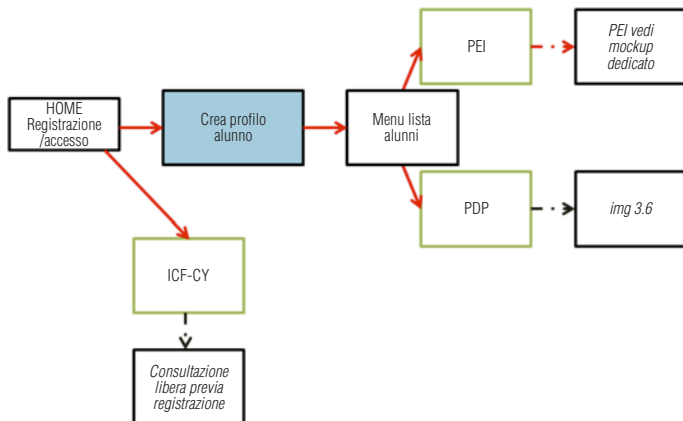 PEI
PEI vedi
mockup
dedicato
HOME
Registrazione
/accesso
Crea profilo
alunno
Menu lista
alunni
PDP
img 3.6
ICF-CY
Consultazione
libera previa
registrazione